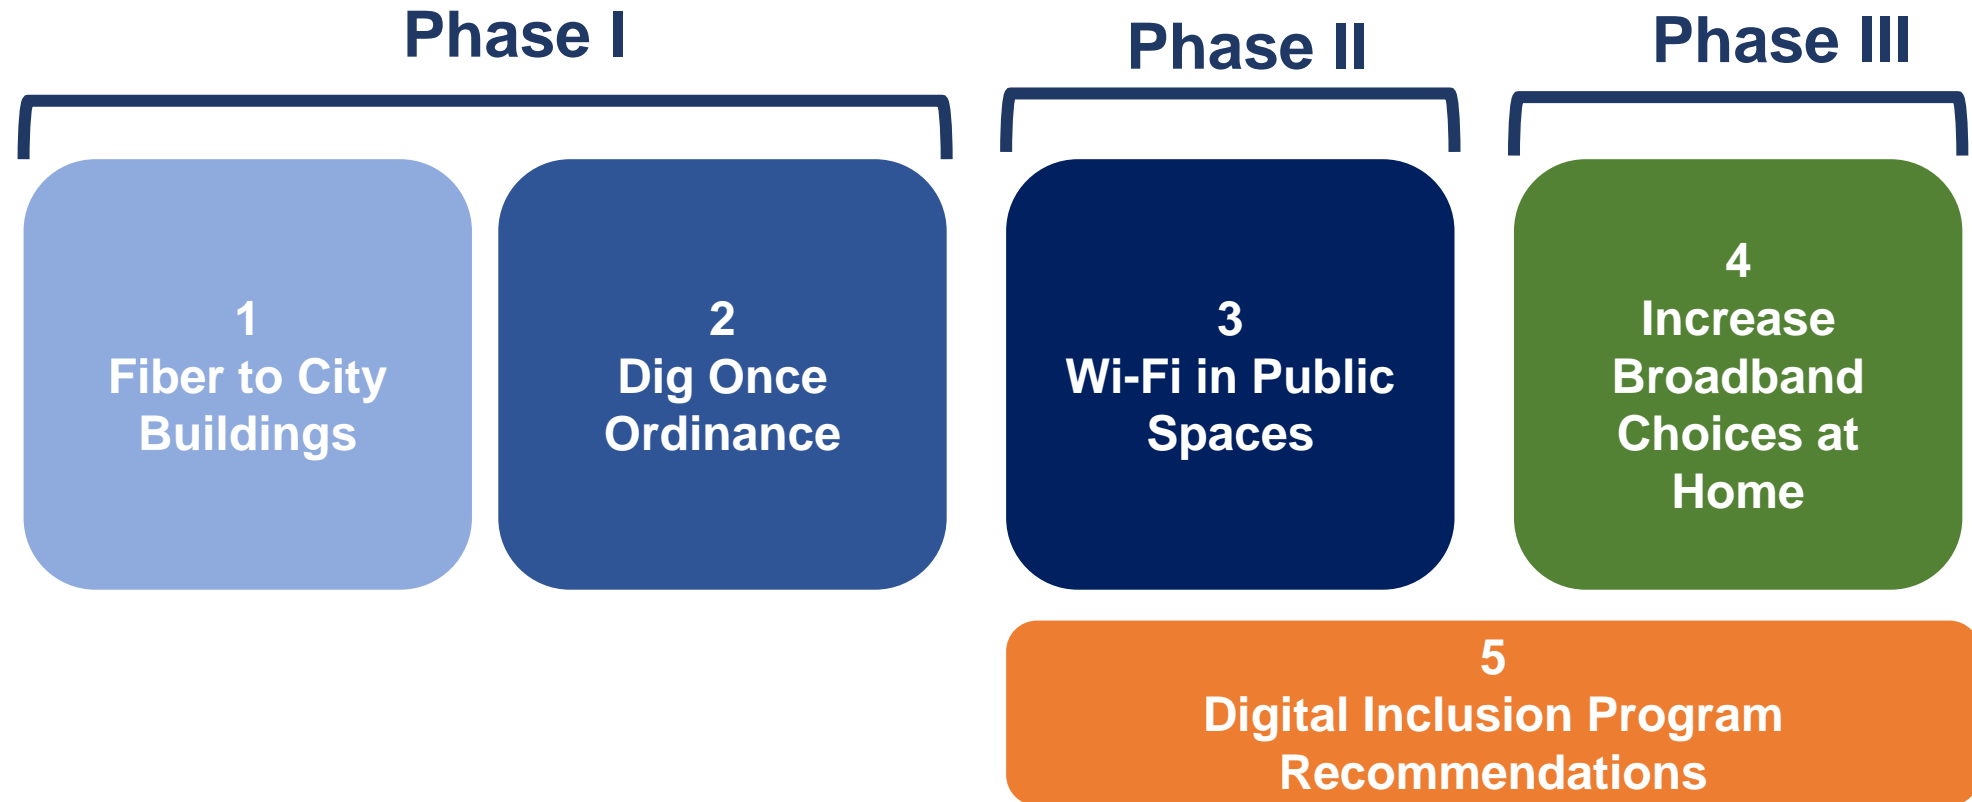 Phase I
Phase II
Phase III
1
Fiber to City
Buildings
2
Dig Once
Ordinance
3
Wi-Fi in Public
Spaces
4
Increase
Broadband
Choices at
Home
5
Digital Inclusion Program
Recommendations